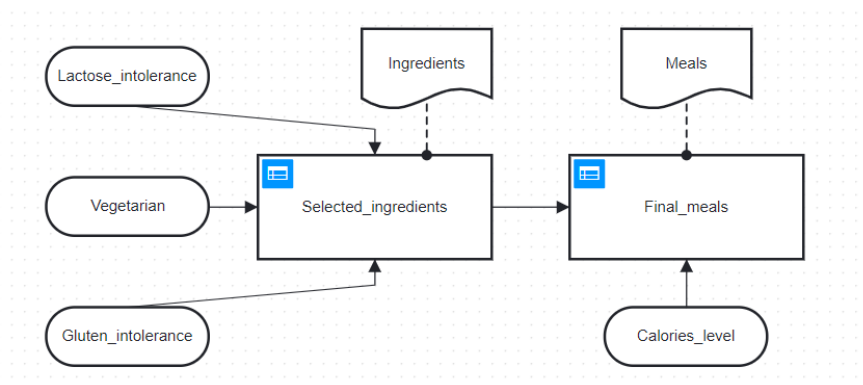 Ingredients
Meals
Lactose_intolerance
Vegetarian
Selected_ingredients
Final_meals
Gluten_intolerance
Calories_level